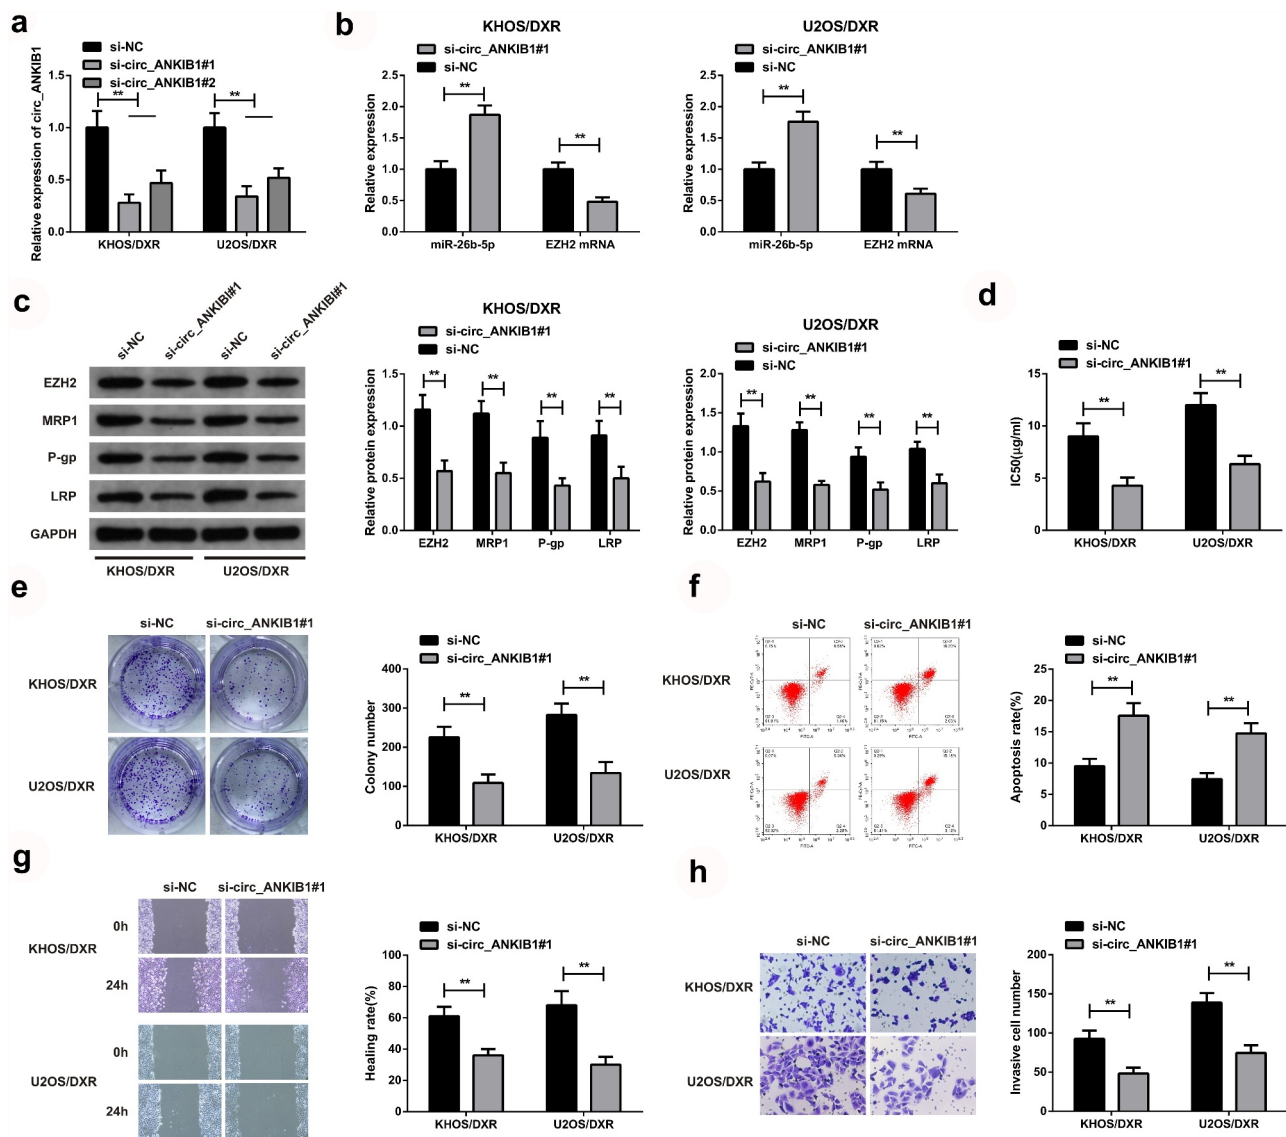 a
si-NC
si-circ_ANKIB1#1
si-circ_ANKIB1#2
Relative expression of circ_ANKIB1
1.5
1.0
0.5
0.0
**
**
KHOS/DXR
U2OS/DXR
b
KHOS/DXR
si-circ_ANKIB1#1
si-NC
Relative expression
2.5
2.0
1.5
1.0
0.5
0.0
**
**
miR-26b-5p
EZH2 mRNA
U2OS/DXR
si-circ_ANKIB1#1
si-NC
Relative expression
2.5
2.0
1.5
1.0
0.5
0.0
**
**
miR-26b-5p
EZH2 mRNA
c
si-NC
si-circ_ANKIBI#1
si-NC
si-circ_ANKIBI#1
EZH2
MRP1
P-gp
LRP
GAPDH
KHOS/DXR
U2OS/DXR
KHOS/DXR
si-circ_ANKIB1#1
si-NC
Relative protein expression
1.5
1.0
0.5
0.0
**
**
**
**
EZH2
MRP1
P-gp
LRP
U2OS/DXR
si-circ_ANKIB1#1
si-NC
Relative protein expression
2.0
1.5
1.0
0.5
0.0
**
**
**
**
EZH2
MRP1
P-gp
LRP
d
si-NC
si-circ_ANKIB1#1
IC50(μg/ml)
15
10
5
0
**
**
KHOS/DXR
U2OS/DXR
e
si-NC
si-circ_ANKIB1#1
KHOS/DXR
U2OS/DXR
si-NC
si-circ_ANKIB1#1
Colony number
400
300
200
100
0
**
**
KHOS/DXR
U2OS/DXR
f
si-NC
si-circ_ANKIB1#1
KHOS/DXR
U2OS/DXR
FITC-A
FITC-A
FITC-A
FITC-A
si-NC
si-circ_ANKIB1#1
Apoptosis rate(%)
25
20
15
10
5
0
**
**
KHOS/DXR
U2OS/DXR
g
si-NC
si-circ_ANKIB1#1
KHOS/DXR
0h
24h
U2OS/DXR
0h
24h
si-NC
si-circ_ANKIB1#1
Healing rate(%)
100
80
60
40
20
0
**
**
KHOS/DXR
U2OS/DXR
h
si-NC
si-circ_ANKIB1#1
KHOS/DXR
U2OS/DXR
si-NC
si-circ_ANKIB1#1
Invasive cell number
200
150
100
50
0
**
**
KHOS/DXR
U2OS/DXR